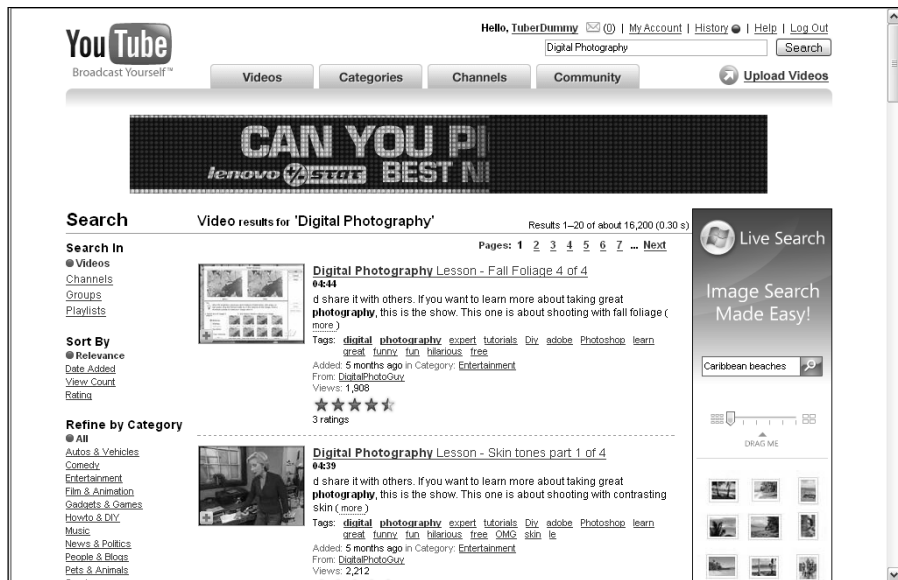 Hello, TuberDummy (0) | My Account | History | Help | Log Out
You Tube
Broadcast Yourself™
Digital Photography
Search
Videos
Categories
Channels
Community
Upload Videos
CAN YOU PI
lenovo stat BEST NI
Search
Search In
Videos
Channels
Groups
Playlists
Sort By
Relevance
Date Added
View Count
Rating
Refine by Category
All
Autos & Vehicles
Comedy
Entertainment
Film & Animation
Gadgets & Games
Howto & DIY
Music
News & Politics
People & Blogs
Pets & Animals
Video results for 'Digital Photography'
Results 1–20 of about 16,200 (0.30 s)
Pages: 1 2 3 4 5 6 7 ... Next
Digital Photography Lesson - Fall Foliage 4 of 4
04:44
d share it with others. If you want to learn more about taking great
photography, this is the show. This one is about shooting with fall foliage (
more )
Tags: digital photography expert tutorials Diy adobe Photoshop learn
great funny fun hilarious free
Added: 5 months ago in Category: Entertainment
From: DigitalPhotoGuy
Views: 1,908
3 ratings
Digital Photography Lesson - Skin tones part 1 of 4
04:39
d share it with others. If you want to learn more about taking great
photography, this is the show. This one is about shooting with contrasting
skin ( more )
Tags: digital photography expert tutorials Diy adobe Photoshop learn
great funny fun hilarious free OMG skin le
Added: 5 months ago in Category: Entertainment
From: DigitalPhotoGuy
Views: 2,212
Live Search
Image Search
Made Easy!
Caribbean beaches
DRAG ME